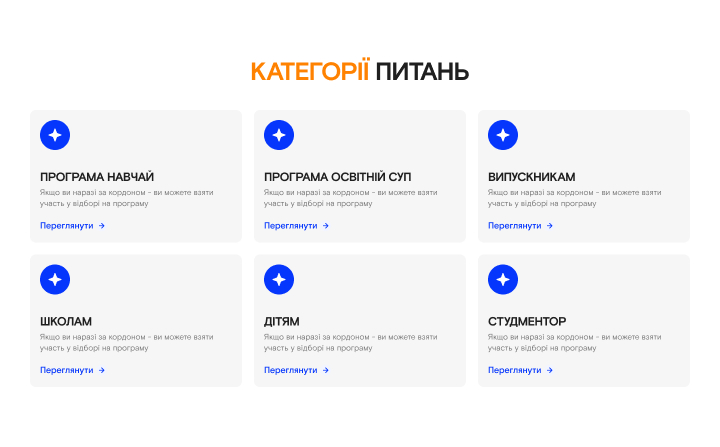 КАТЕГОРІЇ ПИТАНЬ
ПРОГРАМА НАВЧАЙ
Якщо ви наразі за кордоном - ви можете взяти
участь у відборі на програму
Переглянути →
ПРОГРАМА ОСВІТНІЙ СУП
Якщо ви наразі за кордоном - ви можете взяти
участь у відборі на програму
Переглянути →
ВИПУСКНИКАМ
Якщо ви наразі за кордоном - ви можете взяти
участь у відборі на програму
Переглянути →
ШКОЛАМ
Якщо ви наразі за кордоном - ви можете взяти
участь у відборі на програму
Переглянути →
ДІТЯМ
Якщо ви наразі за кордоном - ви можете взяти
участь у відборі на програму
Переглянути →
СТУДМЕНТОР
Якщо ви наразі за кордоном - ви можете взяти
участь у відборі на програму
Переглянути →